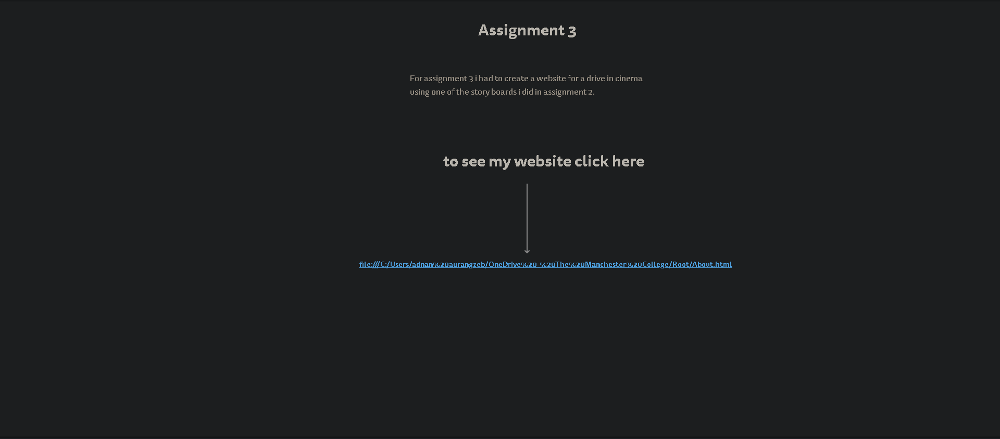 Assignment 3
For assignment 3 i had to create a website for a drive in cinema
using one of the story boards i did in assignment 2.
to see my website click here
file:///C:/Users/adnan%20aurangzeb/OneDrive%20-%20The%20Manchester%20College/Root/About.html